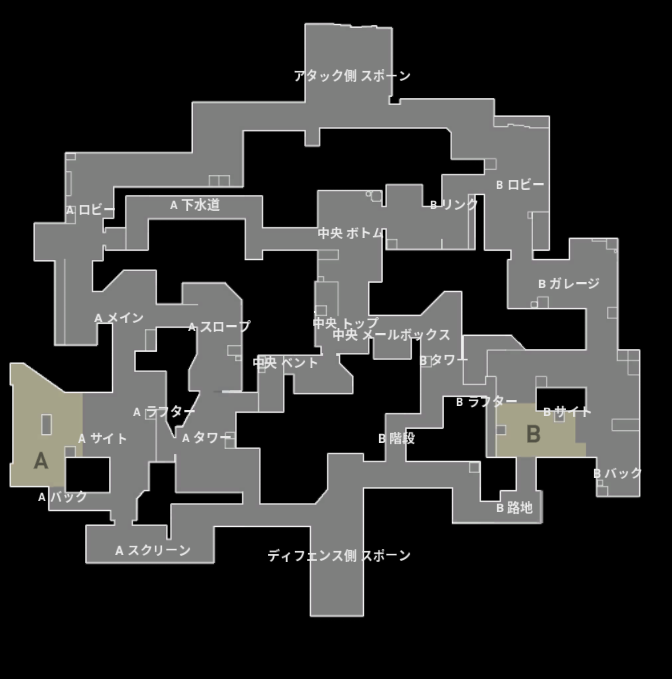 アタック側 スポーン
B ロビー
A ロビー
A 下水道
B リンク
中央 ボトム
B ガレージ
A メイン
A スロープ
中央 トップ
中央 メールボックス
中央 ベント
B タワー
B ラフター
A ラフター
B サイト
A サイト
A タワー
B 階段
B
A
B バック
A バック
B 路地
A スクリーン
ディフェンス側 スポーン